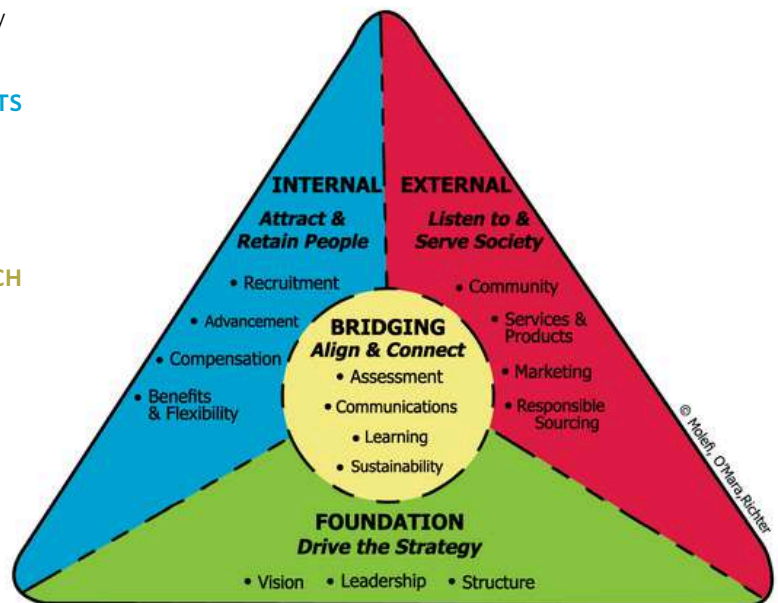 TS
CH
INTERNAL
Attract &
Retain People
• Recruitment
• Advancement
• Compensation
• Benefits
& Flexibility
EXTERNAL
Listen to &
Serve Society
• Community
• Services &
Products
• Marketing
• Responsible
Sourcing
BRIDGING
Align & Connect
• Assessment
• Communications
• Learning
• Sustainability
FOUNDATION
Drive the Strategy
• Vision • Leadership • Structure
© Molefi, O'Mara,Richter